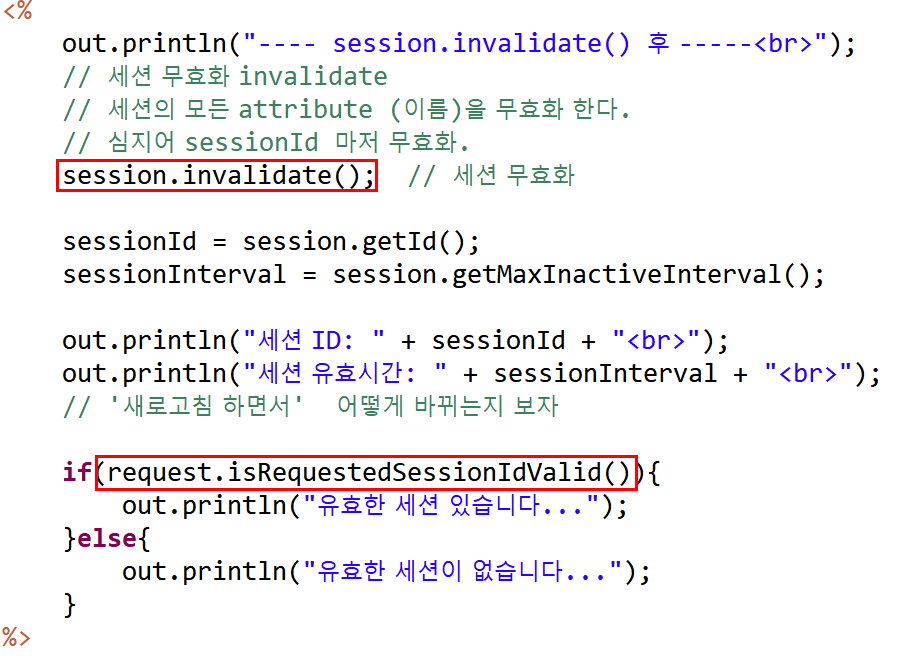 <%
out.println("---- session.invalidate() 후 -----<br>");
// 세션 무효화 invalidate
// 세션의 모든 attribute (이름)을 무효화 한다.
// 심지어 sessionId 마저 무효화.
session.invalidate();  // 세션 무효화
sessionId = session.getId();
sessionInterval = session.getMaxInactiveInterval();
out.println("세션 ID: " + sessionId + "<br>");
out.println("세션 유효시간: " + sessionInterval + "<br>");
// '새로고침 하면서'  어떻게 바뀌는지 보자
if(request.isRequestedSessionIdValid()){
out.println("유효한 세션 있습니다...");
}else{
out.println("유효한 세션이 없습니다...");
}
%>